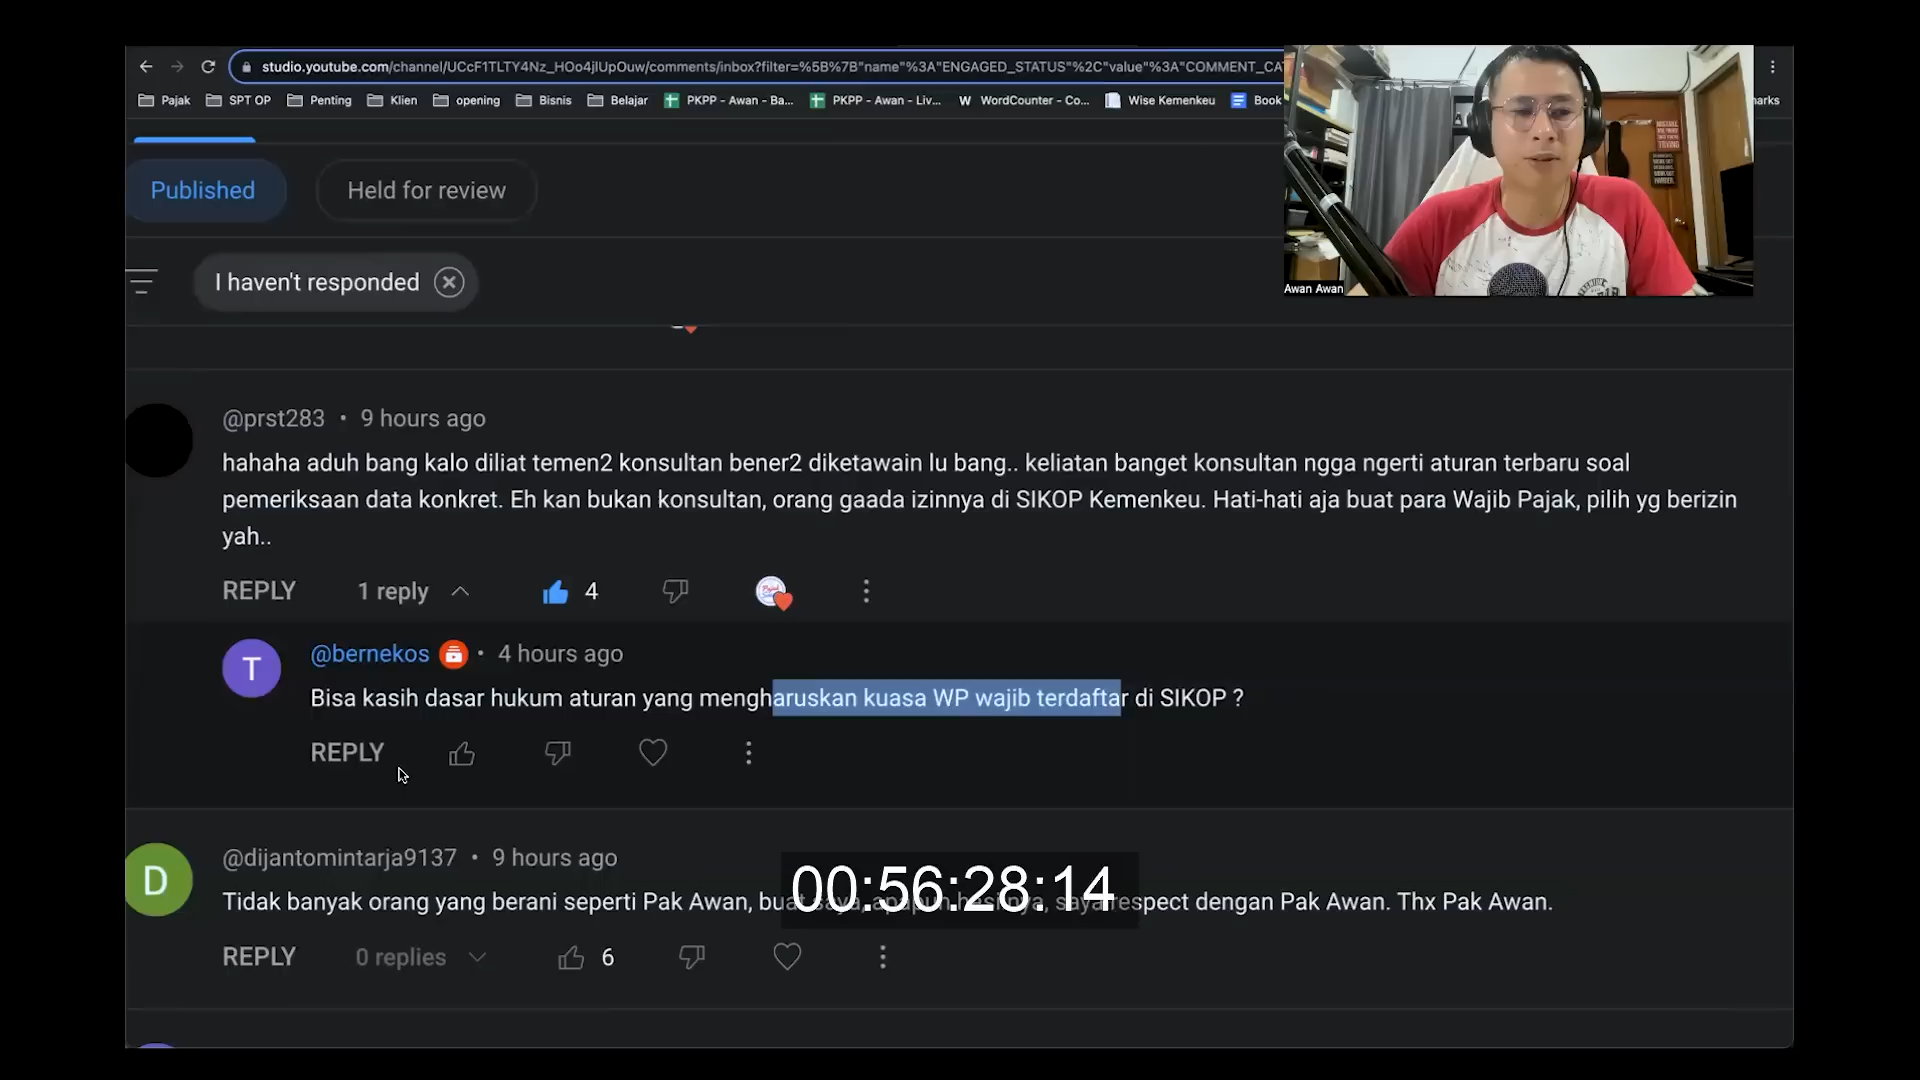 studio.youtube.com/channel/UCcF1TLTY4Nz_HOo4jlUpOuw/comments/inbox?filter=%5B%7B"name"%3A"ENGAGED_STATUS"%2C"value"%3A"COMMENT_CA
Pajak SPT OP Penting Klien opening Bisnis Belajar PKPP - Awan - Ba... PKPP - Awan - Liv... W WordCounter - Co... Wise Kemenkeu Book arks
Published Held for review
I haven't responded
Awan Awan
@prst283 • 9 hours ago
hahaha aduh bang kalo diliat temen2 konsultan bener2 diketawain lu bang.. keliatan banget konsultan ngga ngerti aturan terbaru soal
pemeriksaan data konkret. Eh kan bukan konsultan, orang gaada izinnya di SIKOP Kemenkeu. Hati-hati aja buat para Wajib Pajak, pilih yg berizin
yah..
REPLY 1 reply 4
T
@bernekos • 4 hours ago
Bisa kasih dasar hukum aturan yang mengharuskan kuasa WP wajib terdaftar di SIKOP ?
REPLY
D
@dijantomintarja9137 • 9 hours ago
Tidak banyak orang yang berani seperti Pak Awan, buat saya, apapun hasilnya, saya respect dengan Pak Awan. Thx Pak Awan.
00:56:28:14
REPLY 0 replies 6